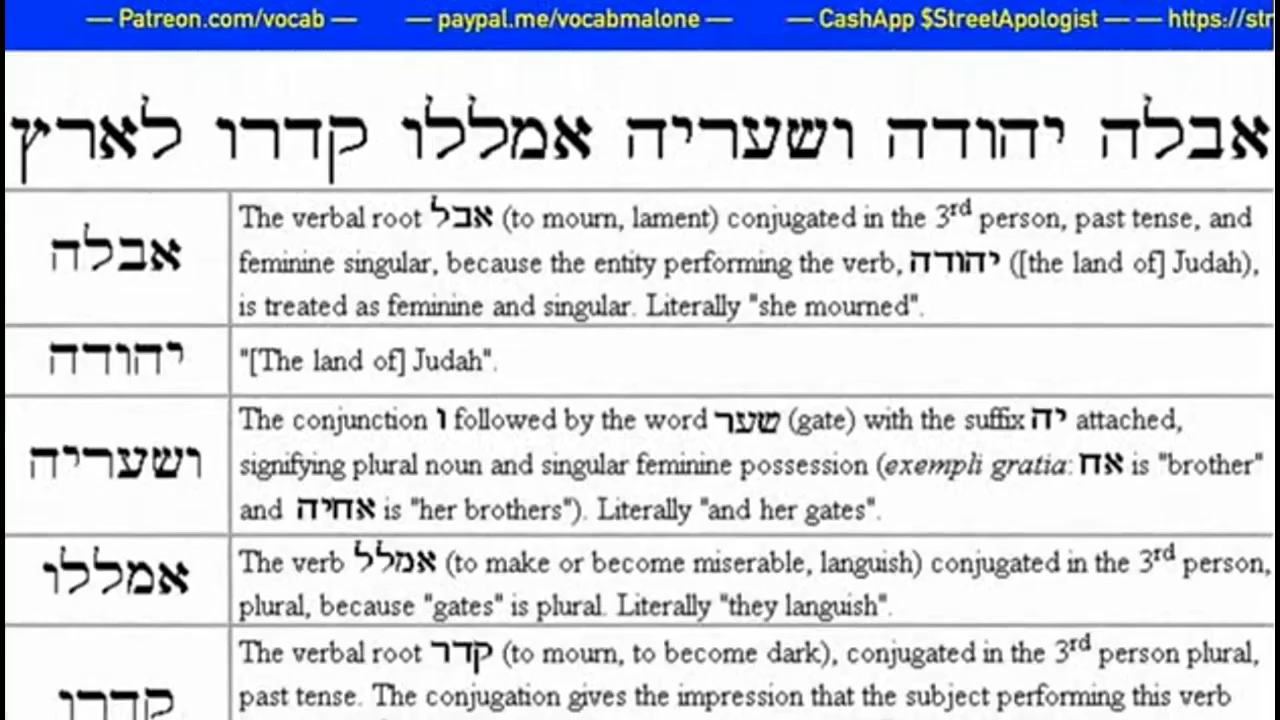 — Patreon.com/vocab — — paypal.me/vocabmalone — — CashApp $StreetApologist — — https://str
אבלה יהודה ושעריה אמללו קדרו לארץ
אבלה
The verbal root אבל (to mourn, lament) conjugated in the 3rd person, past tense, and
feminine singular, because the entity performing the verb, יהודה ([the land of] Judah),
is treated as feminine and singular. Literally "she mourned".
יהודה
"[The land of] Judah".
ושעריה
The conjunction ו followed by the word שער (gate) with the suffix יה attached,
signifying plural noun and singular feminine possession (exempli gratia: אח is "brother"
and אחיה is "her brothers"). Literally "and her gates".
אמללו
The verb אמלל (to make or become miserable, languish) conjugated in the 3rd person,
plural, because "gates" is plural. Literally "they languish".
קדרו
The verbal root קדר (to mourn, to become dark), conjugated in the 3rd person plural,
past tense. The conjugation gives the impression that the subject performing this verb